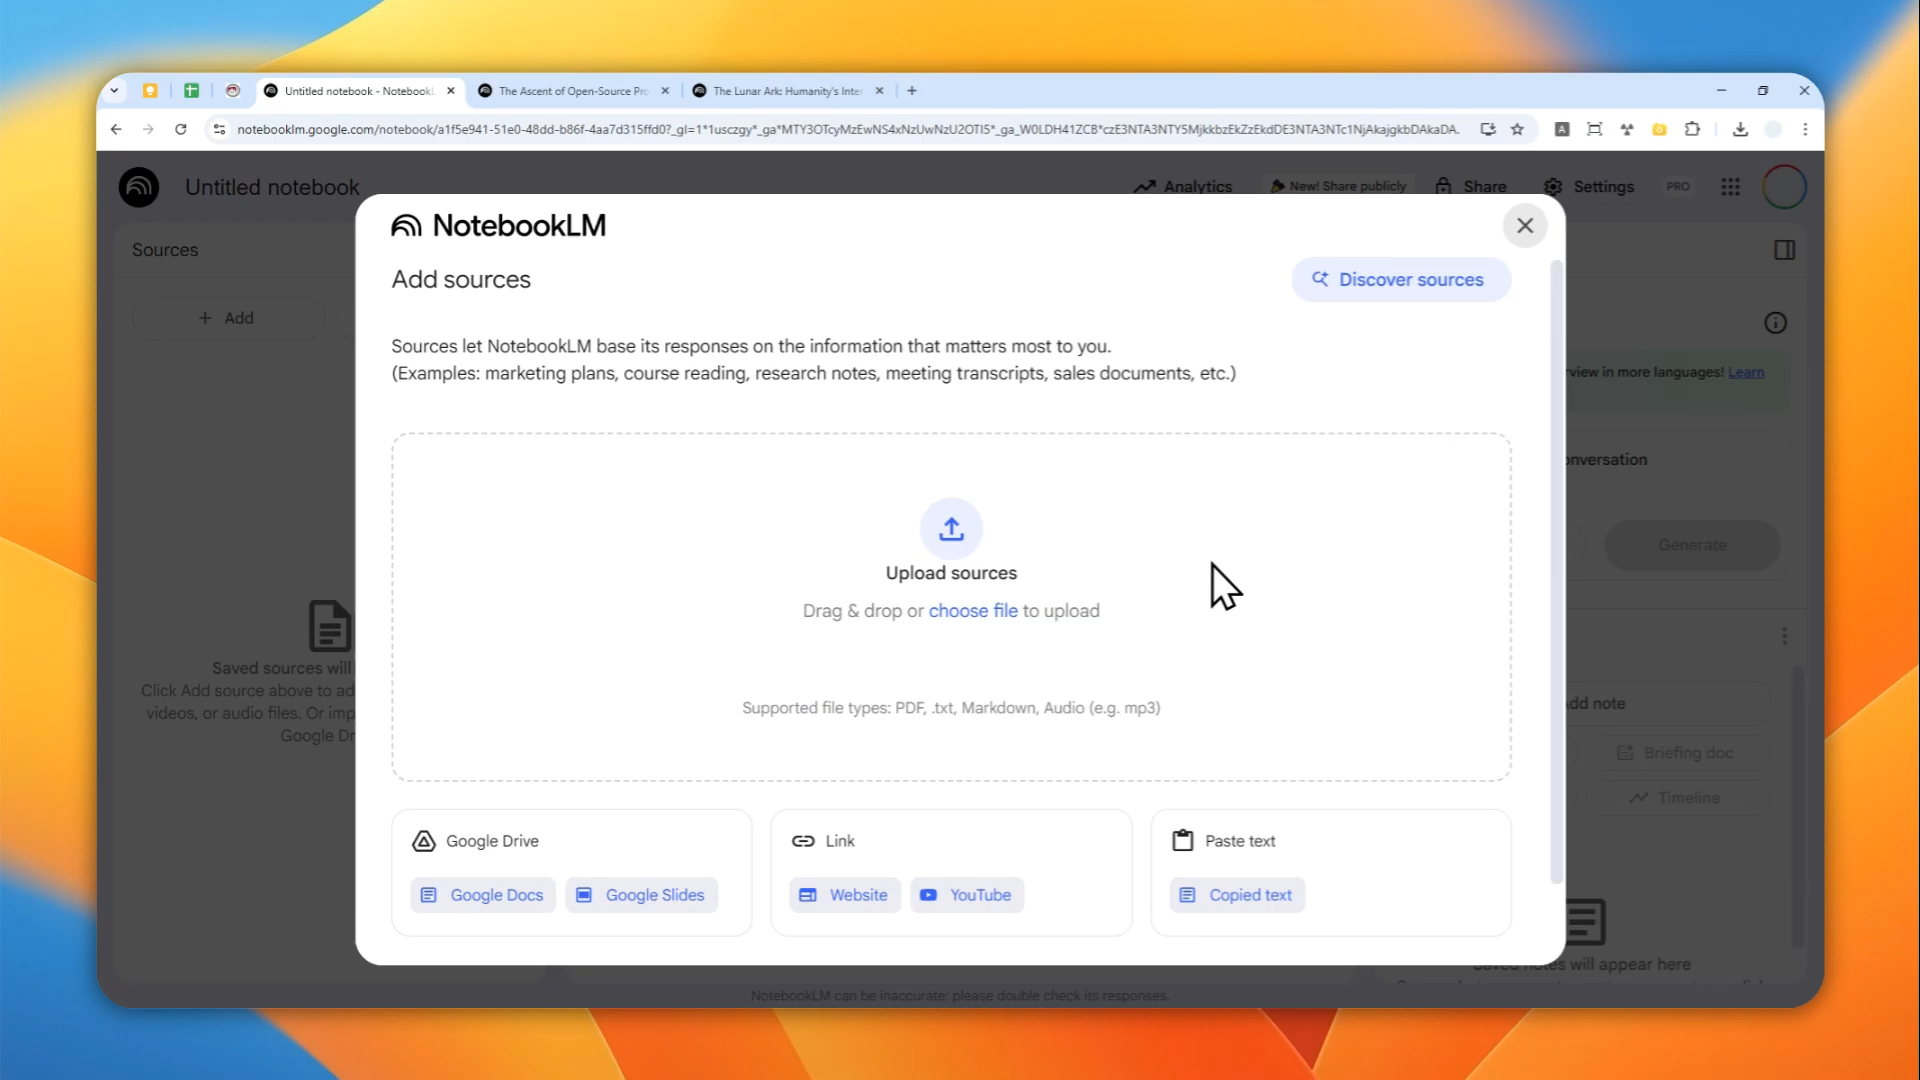 Untitled notebook - NotebookL
The Ascent of Open-Source Pro
The Lunar Ark: Humanity's Inte
notebooklm.google.com/notebook/a1f5e941-51e0-48dd-b86f-4aa7d315ffd0?_gl=1*1usczgy*_ga*MTY3OTcyMzEwNS4xNzUwNzU2OTI5*_ga_W0LDH41ZCB*czE3NTA3NTY5MjkkbzEkZzEkdDE3NTA3NTc1NjAkajgkbDAkaDA.
Untitled notebook
Analytics
New! Share publicly
Share
Settings
PRO
NotebookLM
Sources
Add sources
Discover sources
+ Add
Sources let NotebookLM base its responses on the information that matters most to you.
(Examples: marketing plans, course reading, research notes, meeting transcripts, sales documents, etc.)
view in more languages! Learn
onversation
Generate
Upload sources
Drag & drop or choose file to upload
Supported file types: PDF, .txt, Markdown, Audio (e.g. mp3)
Saved sources will
Click Add source above to ad
videos, or audio files. Or imp
Google Dr
dd note
Briefing doc
Timeline
Google Drive
Link
Paste text
Google Docs
Google Slides
Website
YouTube
Copied text
Saved notes will appear here
NotebookLM can be inaccurate; please double check its responses.